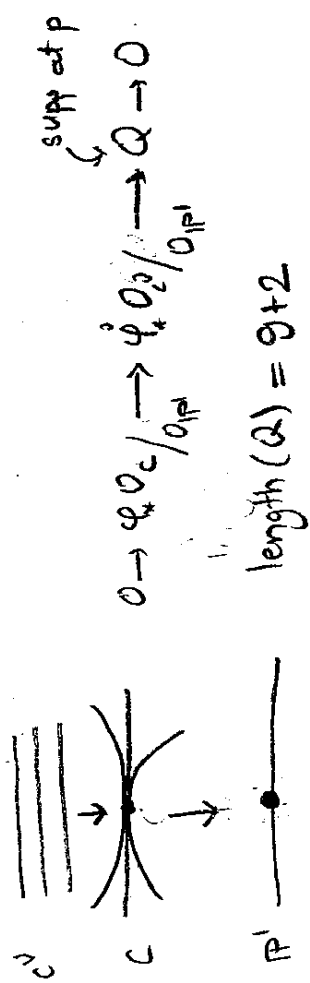 supp at p
0 → φ_* O_C / O_{ℙ¹} → φ̃_* O_{C̃} / O_{ℙ¹} → Q → 0
length (Q) = g+2
C̃
C
ℙ¹